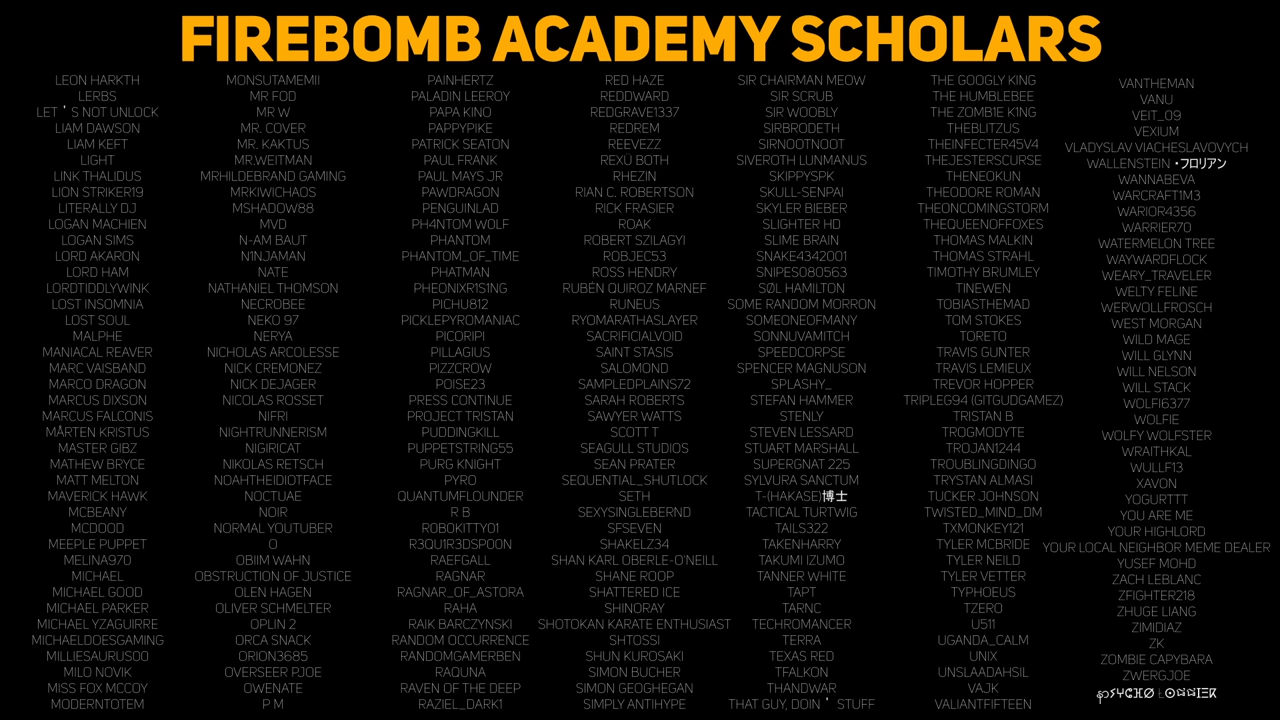 FIREBOMB ACADEMY SCHOLARS
LEON HARKTH
LERBS
LET ' S NOT UNLOCK
LIAM DAWSON
LIAM KEFT
LIGHT
LINK THALIDUS
LION STRIKER19
LITERALLY DJ
LOGAN MACHIEN
LOGAN SIMS
LORD AKARON
LORD HAM
LORDTIDDLYWINK
LOST INSOMNIA
LOST SOUL
MALPHE
MANIACAL REAVER
MARC VAISBAND
MARCO DRAGON
MARCUS DIXSON
MARCUS FALCONIS
MÅRTEN KRISTUS
MASTER GIBZ
MATHEW BRYCE
MATT MELTON
MAVERICK HAWK
MCBEANY
MCDOOD
MEEPLE PUPPET
MELINA970
MICHAEL
MICHAEL GOOD
MICHAEL PARKER
MICHAEL YZAGUIRRE
MICHAELDOESGAMING
MILLIESAURUS00
MILO NOVIK
MISS FOX MCCOY
MODERNTOTEM
MONSUTAMEMII
MR FOD
MR W
MR. COVER
MR. KAKTUS
MR.WEITMAN
MRHILDEBRAND GAMING
MRKIWICHAOS
MSHADOW88
MVD
N-AM BAUT
N1NJAMAN
NATE
NATHANIEL THOMSON
NECROBEE
NEKO 97
NERYA
NICHOLAS ARCOLESSE
NICK CREMONEZ
NICK DEJAGER
NICOLAS ROSSET
NIFRI
NIGHTRUNNERISM
NIGIRICAT
NIKOLAS RETSCH
NOAHTHEIDIOTFACE
NOCTUAE
NOIR
NORMAL YOUTUBER
O
OBIIM WAHN
OBSTRUCTION OF JUSTICE
OLEN HAGEN
OLIVER SCHMELTER
OPLIN 2
ORCA SNACK
ORION3685
OVERSEER PJOE
OWENATE
P M
PAINHERTZ
PALADIN LEEROY
PAPA KINO
PAPPYPIKE
PATRICK SEATON
PAUL FRANK
PAUL MAYS JR
PAWDRAGON
PENGUINLAD
PH4NTOM W0LF
PHANTOM
PHANTOM_OF_TIME
PHATMAN
PHEONIXR1S1NG
PICHU812
PICKLEPYROMANIAC
PICORIPI
PILLAGIUS
PIZZCROW
POISE23
PRESS CONTINUE
PROJECT TRISTAN
PUDDINGKILL
PUPPETSTRING55
PURG KNIGHT
PYRO
QUANTUMFLOUNDER
R B
ROBOKITTY01
R3QU1R3DSP00N
RAEFGALL
RAGNAR
RAGNAR_OF_ASTORA
RAHA
RAIK BARCZYNSKI
RANDOM OCCURRENCE
RANDOMGAMERBEN
RAQUNA
RAVEN OF THE DEEP
RAZIEL_DARK1
RED HAZE
REDDWARD
REDGRAVE1337
REDREM
REEVEZZ
REXÚ BOTH
RHEZIN
RIAN C. ROBERTSON
RICK FRASIER
ROAK
ROBERT SZILAGYI
ROBJEC53
ROSS HENDRY
RUBÉN QUIROZ MARNEF
RUNEUS
RYOMARATHASLAYER
SACRIFICIALVOID
SAINT STASIS
SALOMOND
SAMPLEDPLAINS72
SARAH ROBERTS
SAWYER WATTS
SCOTT T
SEAGULL STUDIOS
SEAN PRATER
SEQUENTIAL_SHUTLOCK
SETH
SEXYSINGLEBERND
SFSEVEN
SHAKELZ34
SHAN KARL OBERLE-O'NEILL
SHANE ROOP
SHATTERED ICE
SHINORAY
SHOTOKAN KARATE ENTHUSIAST
SHTOSSI
SHUN KUROSAKI
SIMON BUCHER
SIMON GEOGHEGAN
SIMPLY ANTIHYPE
SIR CHAIRMAN MEOW
SIR SCRUB
SIR WOOBLY
SIRBRODETH
SIRNOOTNOOT
SIVEROTH LUNMANUS
SKIPPYSPK
SKULL-SENPAI
SKYLER BIEBER
SLIGHTER HD
SLIME BRAIN
SNAKE4342001
SNIPES080563
SØL HAMILTON
SOME RANDOM MORRON
SOMEONEOFMANY
SONNUVAMITCH
SPEEDCORPSE
SPENCER MAGNUSON
SPLASHY_
STEFAN HAMMER
STENLY
STEVEN LESSARD
STUART MARSHALL
SUPERGNAT 225
SYLVURA SANCTUM
T-(HAKASE)博士
TACTICAL TURTWIG
TAILS322
TAKENHARRY
TAKUMI IZUMO
TANNER WHITE
TAPT
TARNC
TECHROMANCER
TERRA
TEXAS RED
TFALKON
THANDWAR
THAT GUY, DOIN ' STUFF
THE GOOGLY KING
THE HUMBLEBEE
THE ZOMB1E K1NG
THEBLITZUS
THEINFECTER45V4
THEJESTERSCURSE
THENEOKUN
THEODORE ROMAN
THEONCOMINGSTORM
THEQUEENOFFOXES
THOMAS MALKIN
THOMAS STRAHL
TIMOTHY BRUMLEY
TINEWEN
TOBIASTHEMAD
TOM STOKES
TORETO
TRAVIS GUNTER
TRAVIS LEMIEUX
TREVOR HOPPER
TRIPLEG94 (GITGUDGAMEZ)
TRISTAN B
TROGMODYTE
TROJAN1244
TROUBLINGDINGO
TRYSTAN ALMASI
TUCKER JOHNSON
TWISTED_MIND_DM
TXMONKEY121
TYLER MCBRIDE
TYLER NEILD
TYLER VETTER
TYPHOEUS
TZERO
U511
UGANDA_CALM
UNIX
UNSLAADAHSIL
VAJK
VALIANTFIFTEEN
VANTHEMAN
VANU
VEIT_09
VEXIUM
VLADYSLAV VIACHESLAVOVYCH
WALLENSTEIN・フロリアン
WANNABEVA
WARCRAFT1M3
WARIOR4356
WARRIER70
WATERMELON TREE
WAYWARDFLOCK
WEARY_TRAVELER
WELTY FELINE
WERWOLLFROSCH
WEST MORGAN
WILD MAGE
WILL GLYNN
WILL NELSON
WILL STACK
WOLFI6377
WOLFIE
WOLFY WOLFSTER
WRAITHKAL
WULLF13
XAVON
YOGURTTT
YOU ARE ME
YOUR HIGHLORD
YOUR LOCAL NEIGHBOR MEME DEALER
YUSEF MOHD
ZACH LEBLANC
ZFIGHTER218
ZHUGE LIANG
ZIMIDIAZ
ZK
ZOMBIE CAPYBARA
ZWERGJOE